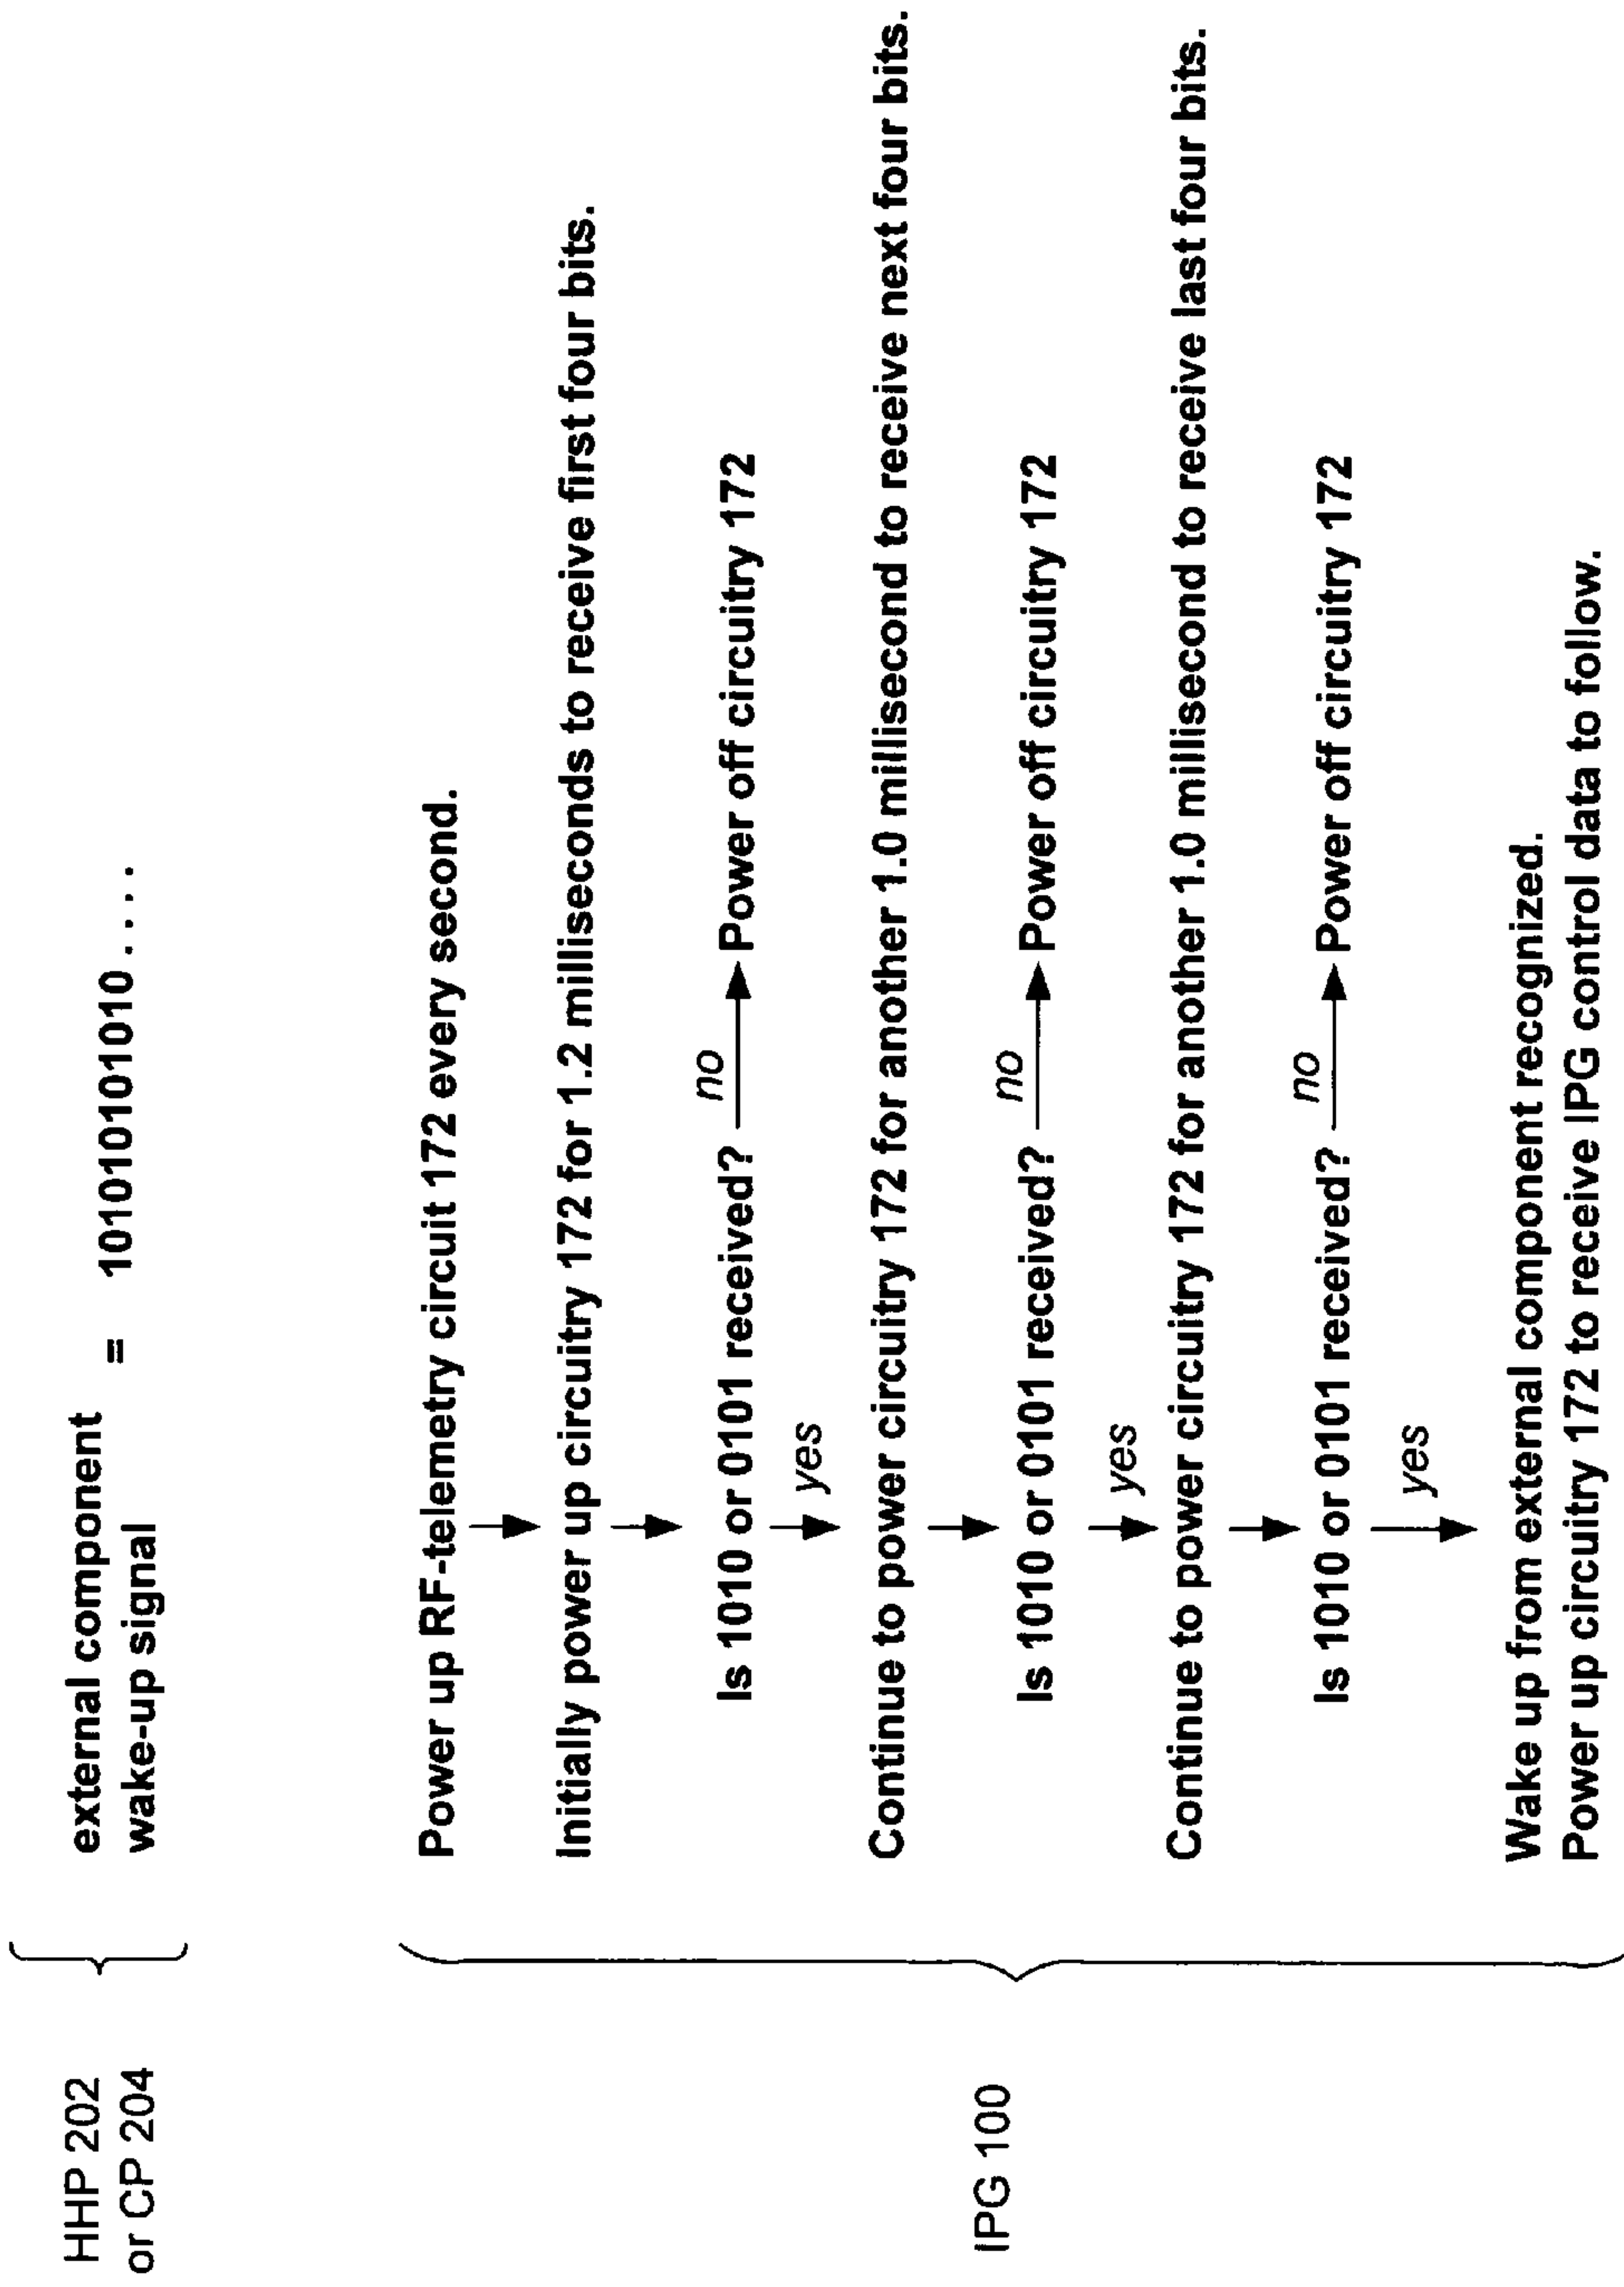 HHP 202
or CP 204
external component
wake-up signal
= 101010101010....
IPG 100
Power up RF-telemetry circuit 172 every second.
Initially power up circuitry 172 for 1.2 milliseconds to receive first four bits.
Is 1010 or 0101 received? no Power off circuitry 172
yes
Continue to power circuitry 172 for another 1.0 millisecond to receive next four bits.
Is 1010 or 0101 received? no Power off circuitry 172
yes
Continue to power circuitry 172 for another 1.0 millisecond to receive last four bits.
Is 1010 or 0101 received? no Power off circuitry 172
yes
Wake up from external component recognized.
Power up circuitry 172 to receive IPG control data to follow.